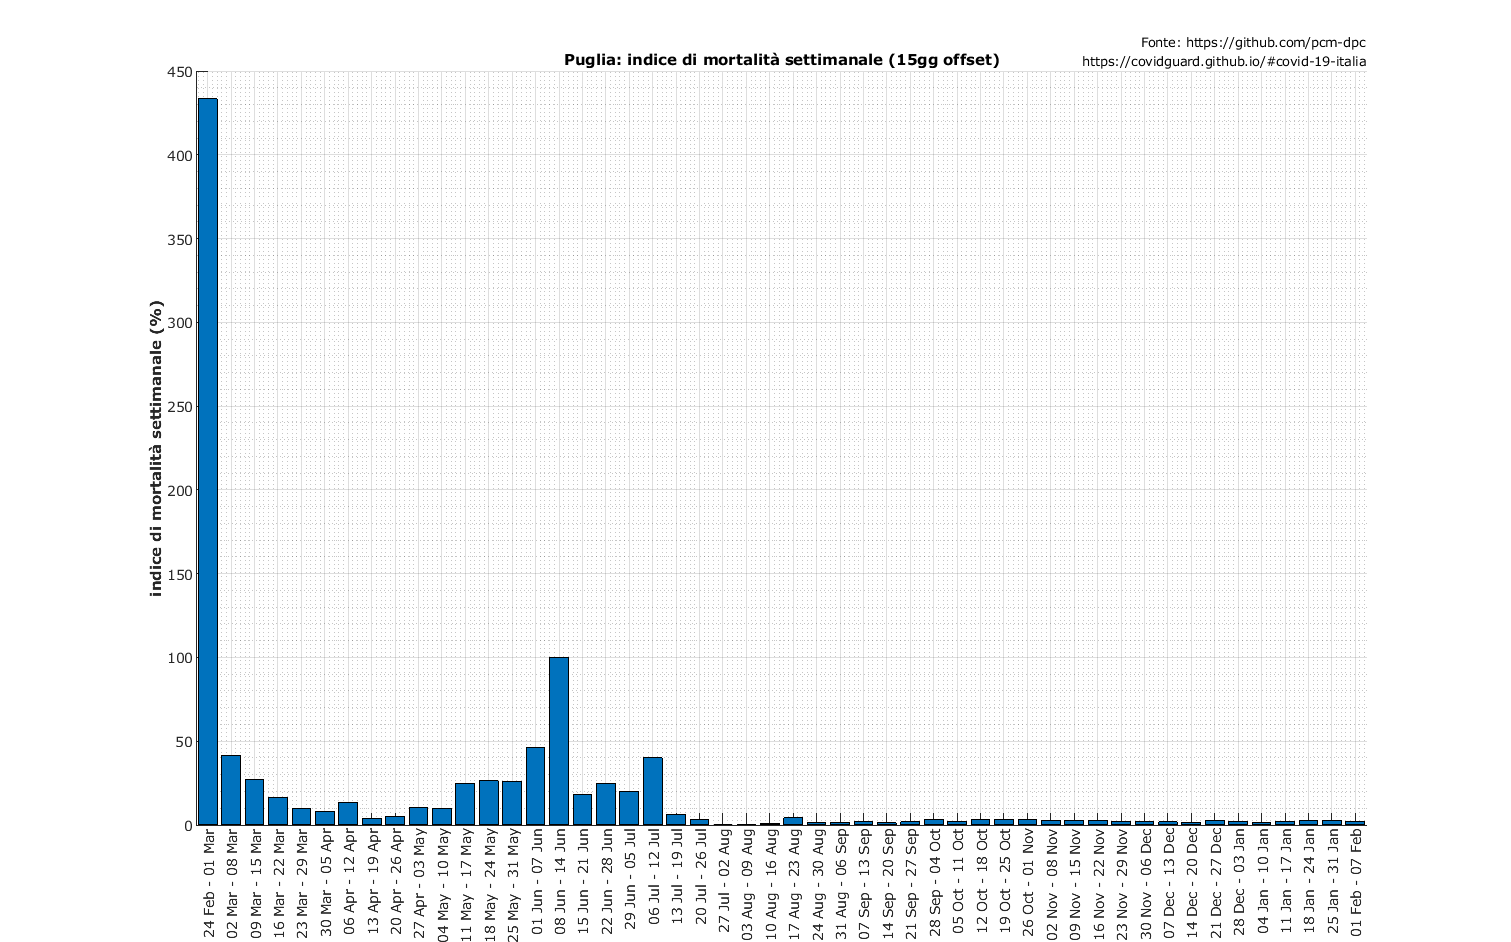 Fonte: https://github.com/pcm-dpc
Puglia: indice di mortalità settimanale (15gg offset)
https://covidguard.github.io/#covid-19-italia
indice di mortalità settimanale (%)
450
400
350
300
250
200
150
100
50
0
24 Feb - 01 Mar
02 Mar - 08 Mar
09 Mar - 15 Mar
16 Mar - 22 Mar
23 Mar - 29 Mar
30 Mar - 05 Apr
06 Apr - 12 Apr
13 Apr - 19 Apr
20 Apr - 26 Apr
27 Apr - 03 May
04 May - 10 May
11 May - 17 May
18 May - 24 May
25 May - 31 May
01 Jun - 07 Jun
08 Jun - 14 Jun
15 Jun - 21 Jun
22 Jun - 28 Jun
29 Jun - 05 Jul
06 Jul - 12 Jul
13 Jul - 19 Jul
20 Jul - 26 Jul
27 Jul - 02 Aug
03 Aug - 09 Aug
10 Aug - 16 Aug
17 Aug - 23 Aug
24 Aug - 30 Aug
31 Aug - 06 Sep
07 Sep - 13 Sep
14 Sep - 20 Sep
21 Sep - 27 Sep
28 Sep - 04 Oct
05 Oct - 11 Oct
12 Oct - 18 Oct
19 Oct - 25 Oct
26 Oct - 01 Nov
02 Nov - 08 Nov
09 Nov - 15 Nov
16 Nov - 22 Nov
23 Nov - 29 Nov
30 Nov - 06 Dec
07 Dec - 13 Dec
14 Dec - 20 Dec
21 Dec - 27 Dec
28 Dec - 03 Jan
04 Jan - 10 Jan
11 Jan - 17 Jan
18 Jan - 24 Jan
25 Jan - 31 Jan
01 Feb - 07 Feb